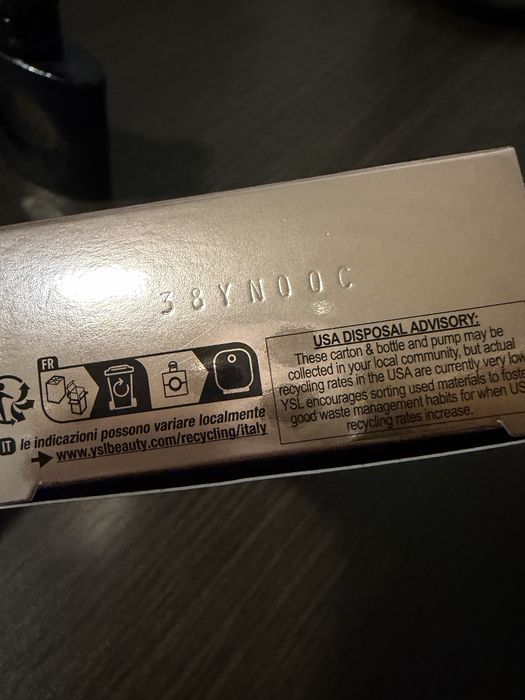 38YN00C
FR
USA DISPOSAL ADVISORY:
These carton & bottle and pump may be
collected in your local community, but actual
recycling rates in the USA are currently very low
YSL encourages sorting used materials to foste
good waste management habits for when US
recycling rates increase.
IT le indicazioni possono variare localmente
www.yslbeauty.com/recycling/italy